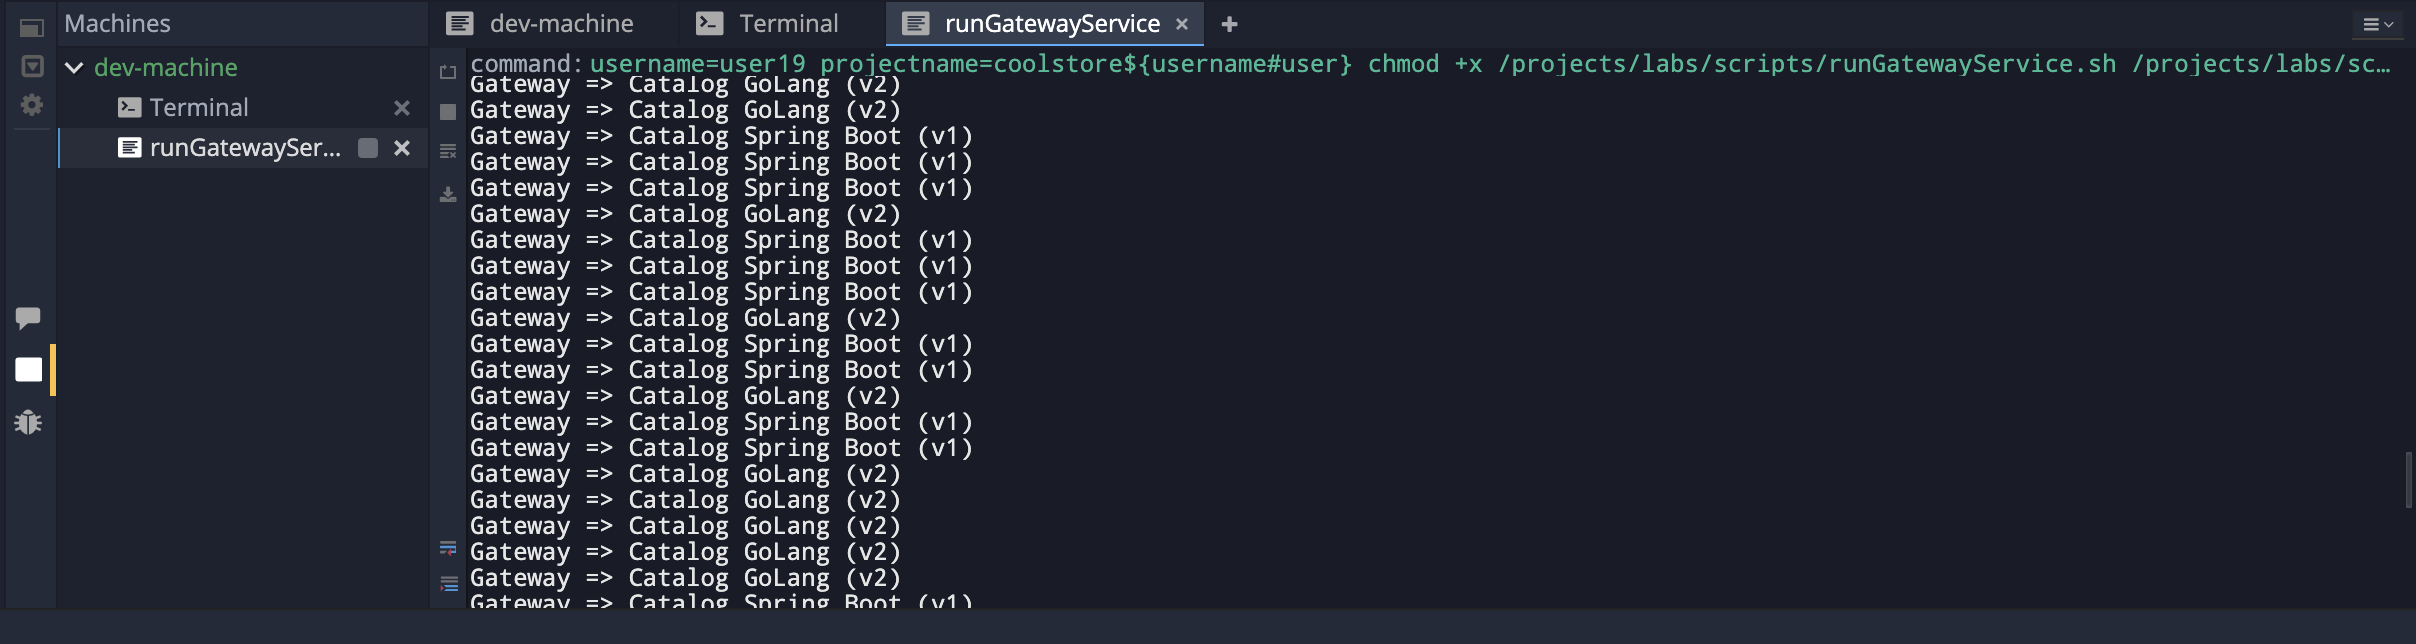 Machines
dev-machine
Terminal
runGatewaySer...
dev-machine
Terminal
runGatewayService
command: username=user19 projectname=coolstore${username#user} chmod +x /projects/labs/scripts/runGatewayService.sh /projects/labs/sc...
Gateway => Catalog GoLang (v2)
Gateway => Catalog GoLang (v2)
Gateway => Catalog Spring Boot (v1)
Gateway => Catalog Spring Boot (v1)
Gateway => Catalog Spring Boot (v1)
Gateway => Catalog GoLang (v2)
Gateway => Catalog Spring Boot (v1)
Gateway => Catalog Spring Boot (v1)
Gateway => Catalog Spring Boot (v1)
Gateway => Catalog GoLang (v2)
Gateway => Catalog Spring Boot (v1)
Gateway => Catalog Spring Boot (v1)
Gateway => Catalog GoLang (v2)
Gateway => Catalog Spring Boot (v1)
Gateway => Catalog Spring Boot (v1)
Gateway => Catalog GoLang (v2)
Gateway => Catalog GoLang (v2)
Gateway => Catalog GoLang (v2)
Gateway => Catalog GoLang (v2)
Gateway => Catalog GoLang (v2)
Gateway => Catalog Spring Boot (v1)